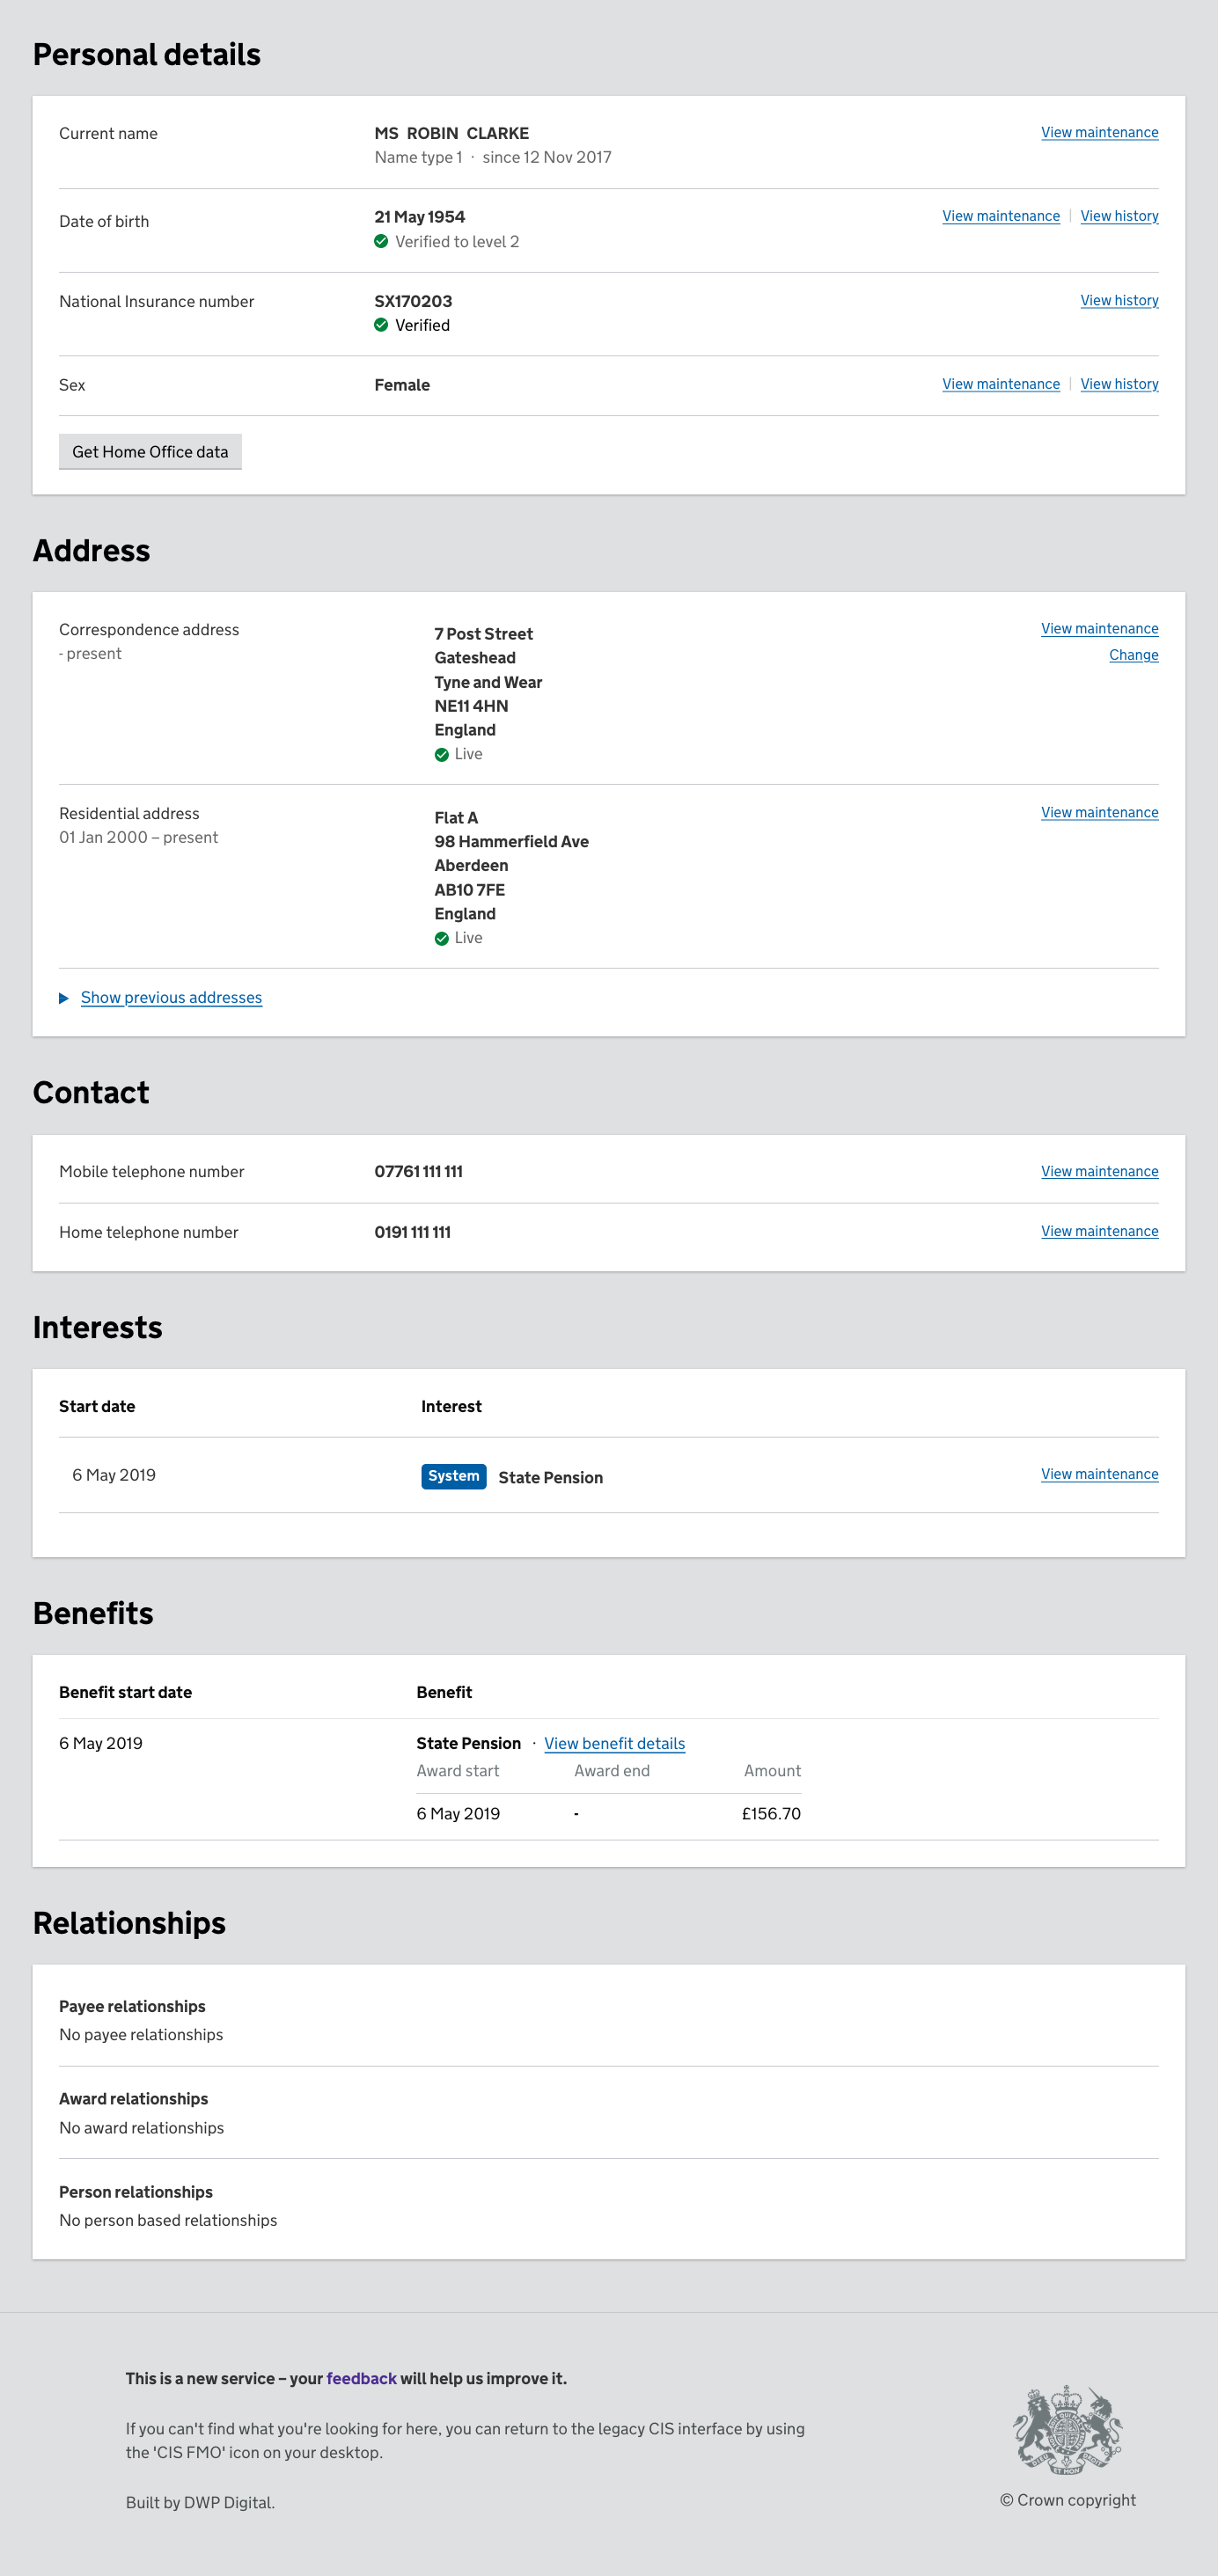 Personal details
Current name
MS ROBIN CLARKE
View maintenance
Name type 1 · since 12 Nov 2017
Date of birth
21 May 1954
View maintenance | View history
Verified to level 2
National Insurance number
SX170203
View history
Verified
Sex
Female
View maintenance | View history
Get Home Office data
Address
Correspondence address
- present
7 Post Street
Gateshead
Tyne and Wear
NE11 4HN
England
Live
View maintenance
Change
Residential address
01 Jan 2000 – present
Flat A
98 Hammerfield Ave
Aberdeen
AB10 7FE
England
Live
View maintenance
Show previous addresses
Contact
Mobile telephone number
07761 111 111
View maintenance
Home telephone number
0191 111 111
View maintenance
Interests
Start date
Interest
6 May 2019
System
State Pension
View maintenance
Benefits
Benefit start date
Benefit
6 May 2019
State Pension · View benefit details
Award start
Award end
Amount
6 May 2019
-
£156.70
Relationships
Payee relationships
No payee relationships
Award relationships
No award relationships
Person relationships
No person based relationships
This is a new service – your feedback will help us improve it.
If you can't find what you're looking for here, you can return to the legacy CIS interface by using
the 'CIS FMO' icon on your desktop.
Built by DWP Digital.
© Crown copyright